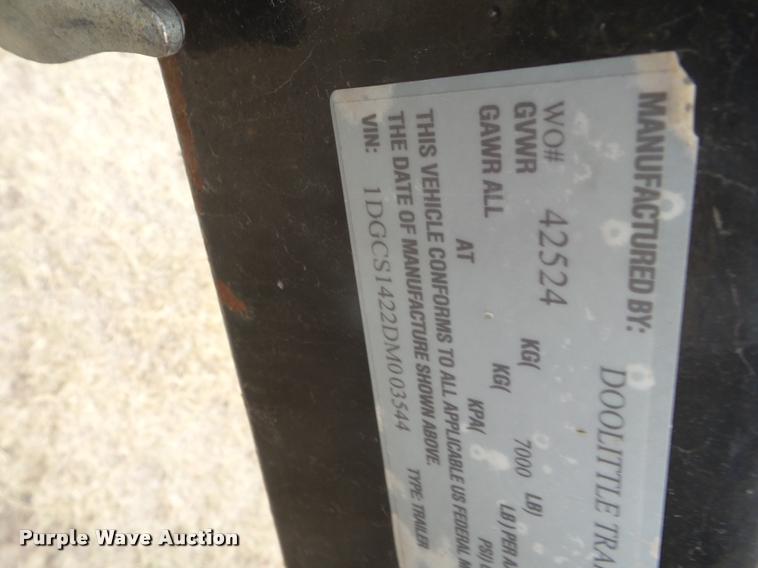 MANUFACTURED BY: DOOLITTLE
WO# 42524
GVWR KG( 7000 LB)
GAWR ALL KG( LB) PER
AT KPA( PSI)
THIS VEHICLE CONFORMS TO ALL APPLICABLE US FEDERAL
THE DATE OF MANUFACTURE SHOWN ABOVE.
VIN: 1DGCS1422DM003544 TYPE: TRAILER
Purple Wave Auction